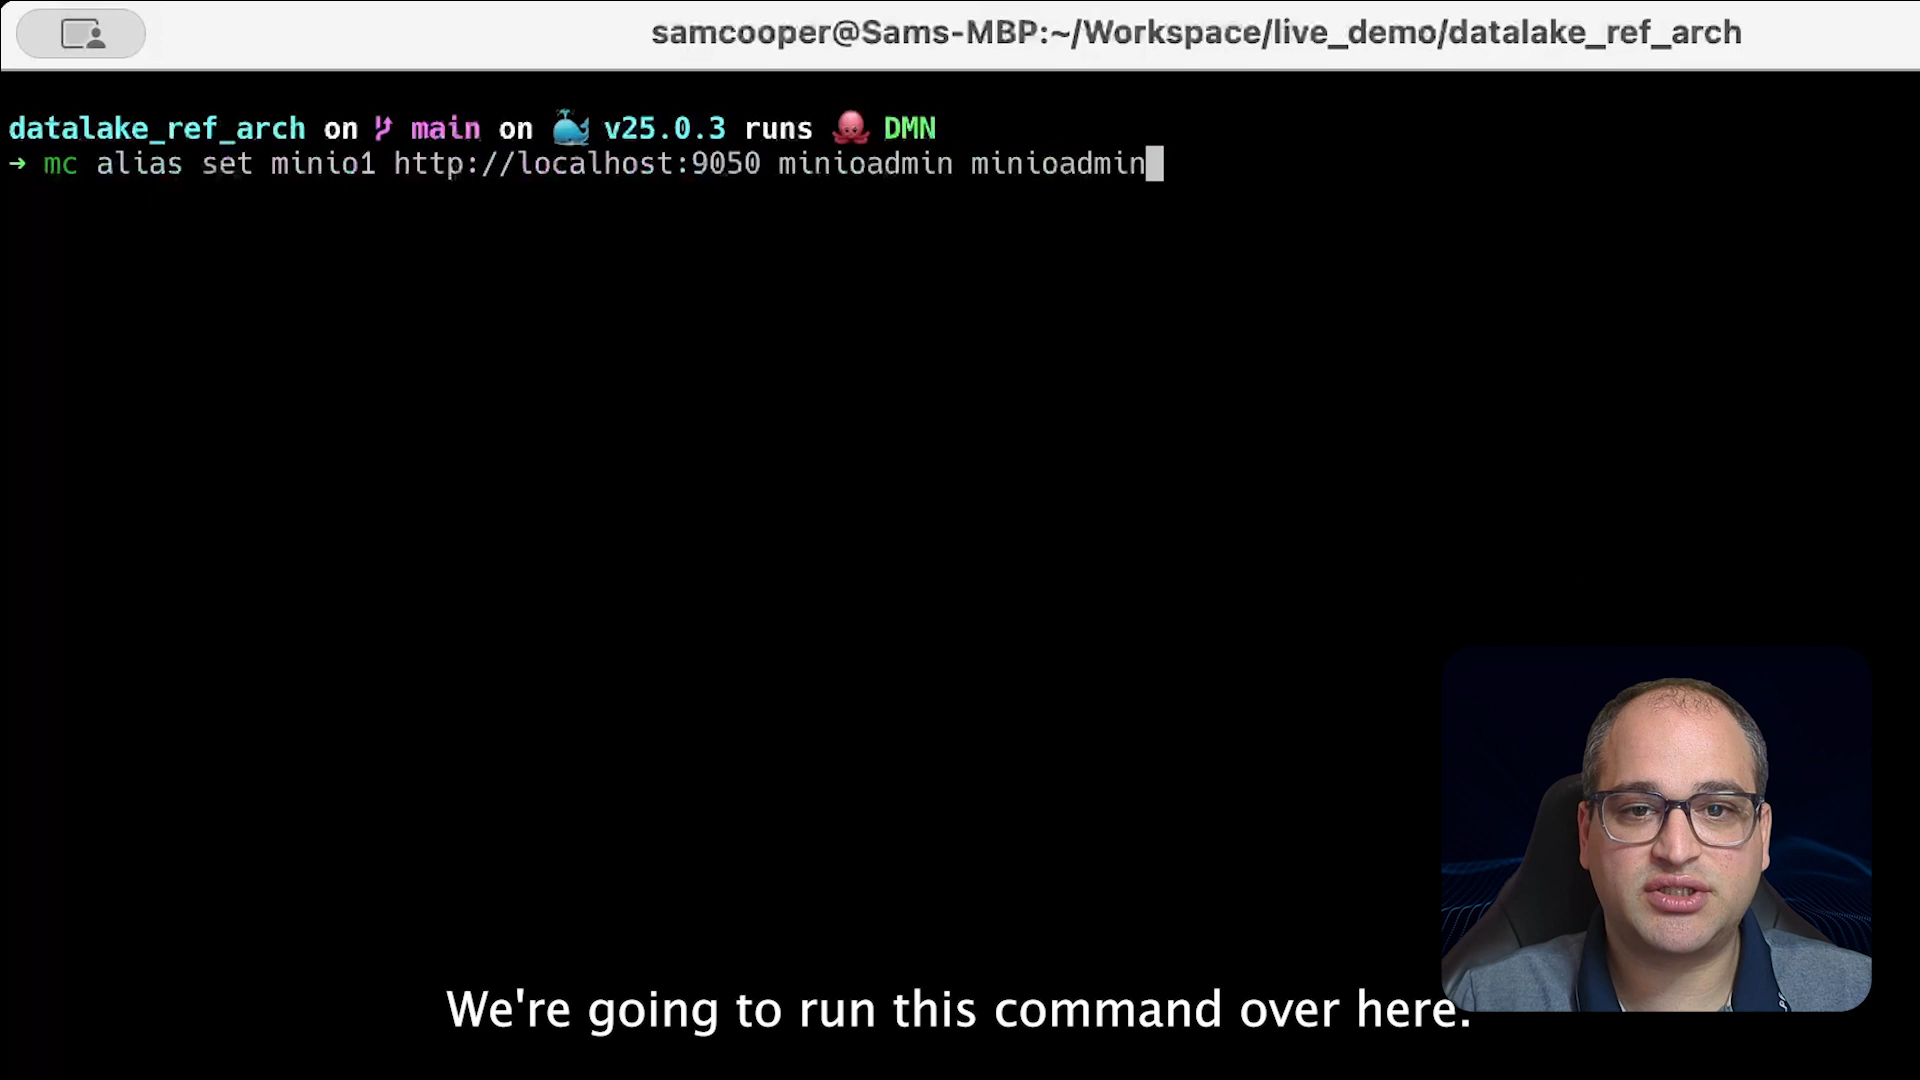 samcooper@Sams-MBP:~/Workspace/live_demo/datalake_ref_arch
datalake_ref_arch on main on v25.0.3 runs DMN
→ mc alias set minio1 http://localhost:9050 minioadmin minioadmin
We're going to run this command over here.